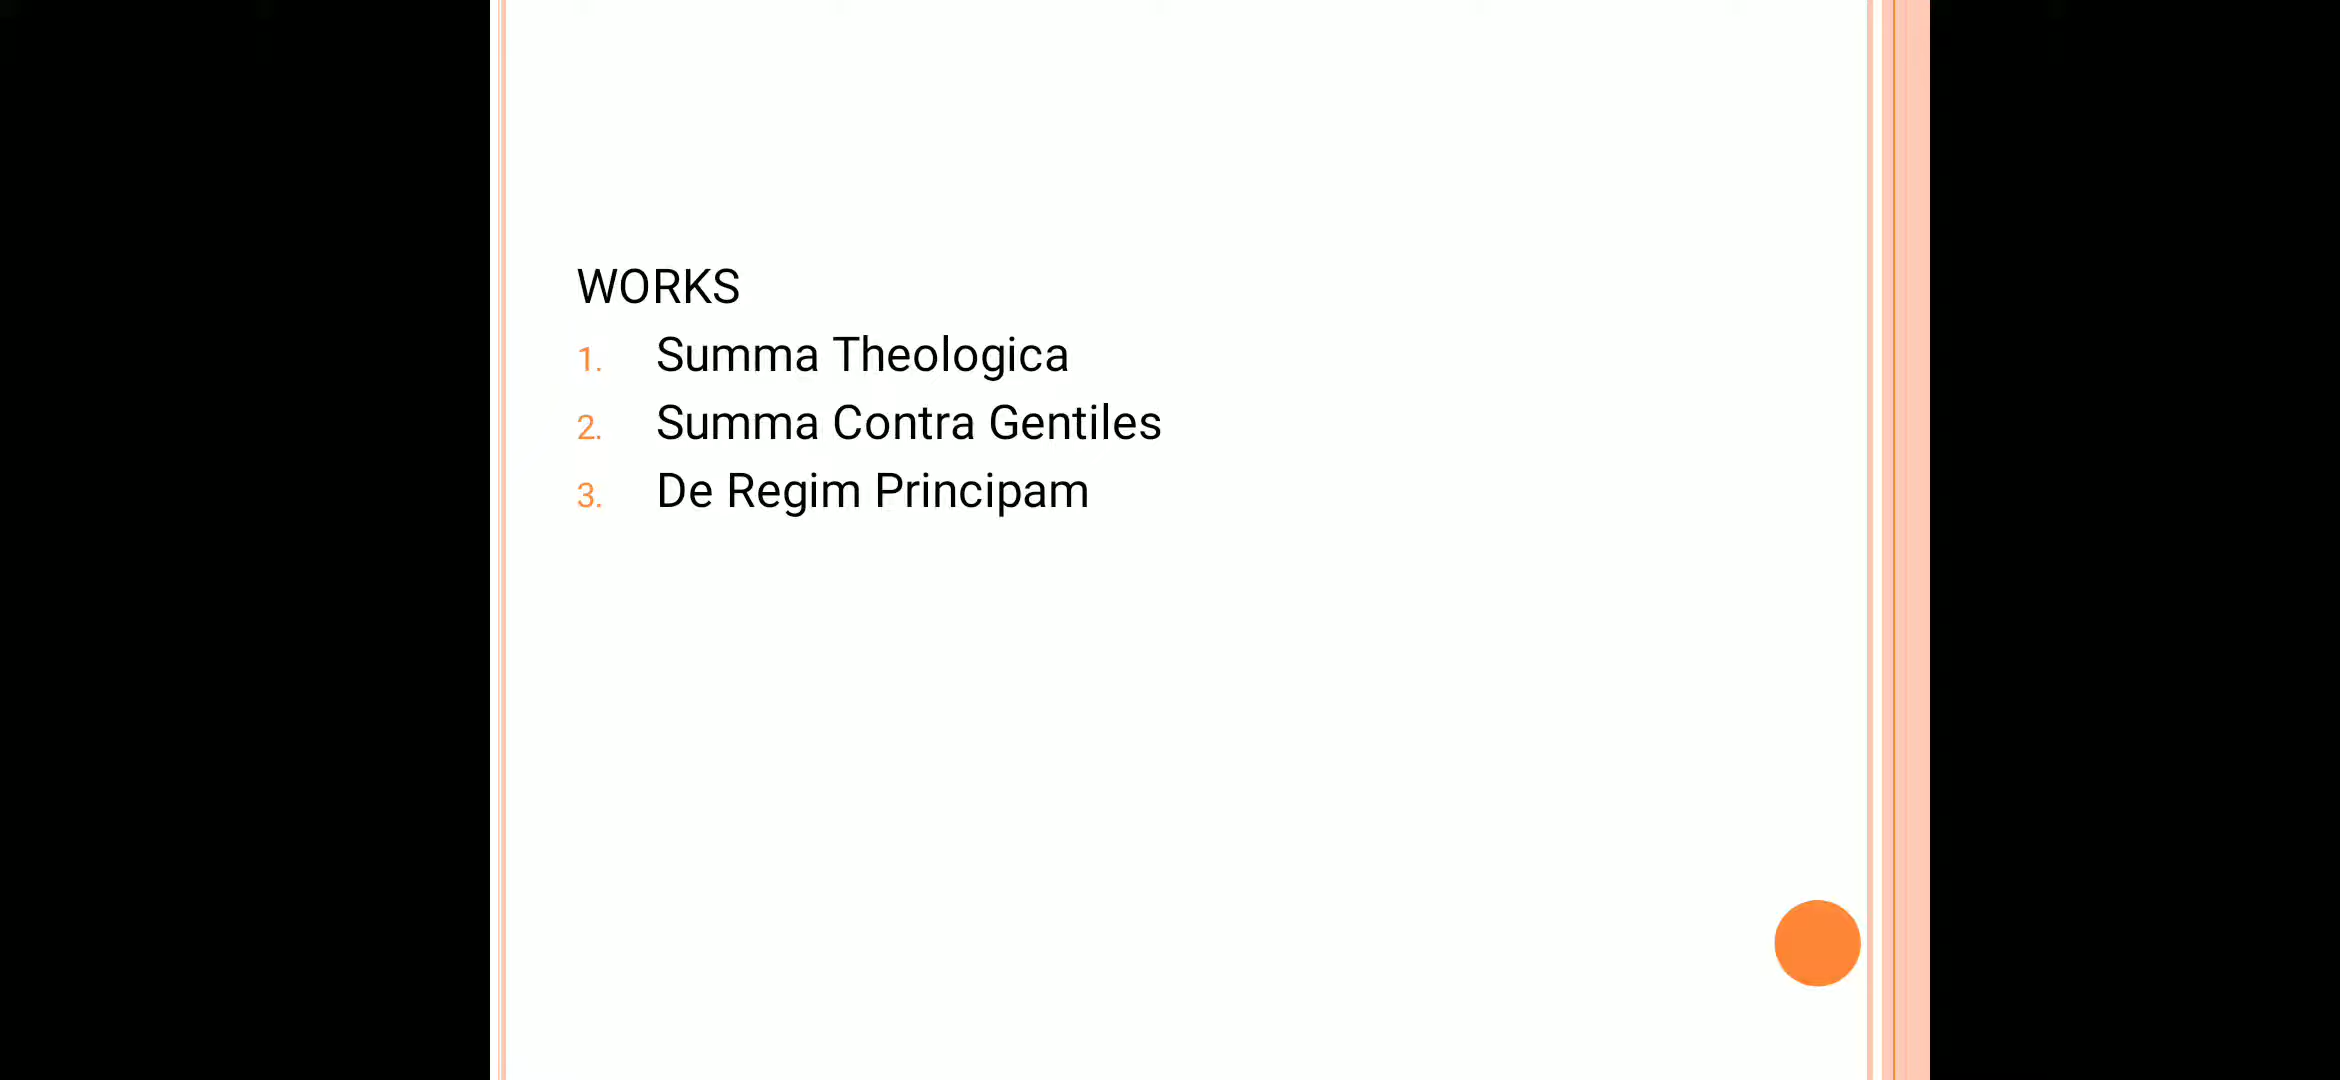 WORKS
1. Summa Theologica
2. Summa Contra Gentiles
3. De Regim Principam